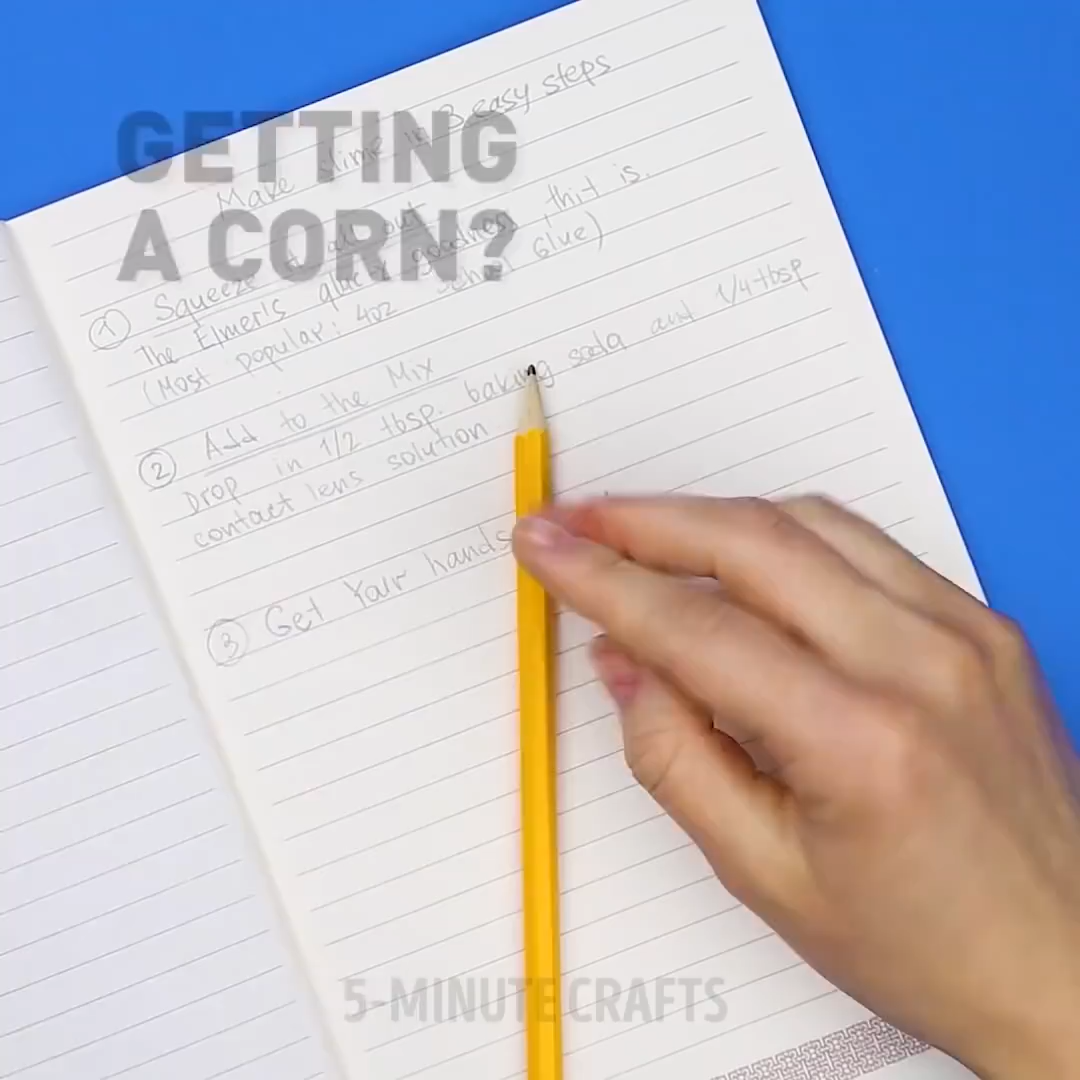 GETTING
A CORN?
Make slime in 3 easy steps
① Squeeze out
The Elmer's glue goodness thit is.
(Most popular: 4oz School Glue)
② Add to the Mix
Drop in 1/2 tbsp. baking soda and 1/4 tbsp
contact lens solution
③ Get Your hands
5-MINUTE CRAFTS